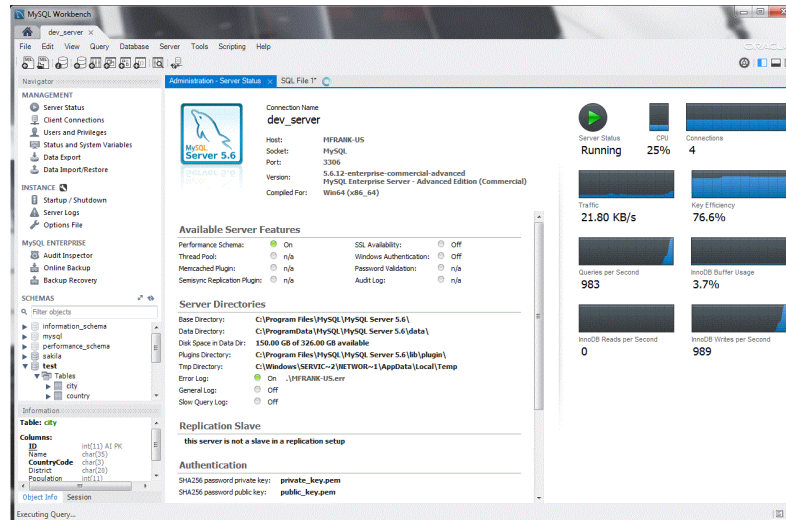 MySQL Workbench
dev_server ×
File Edit View Query Database Server Tools Scripting Help
ORACLE
Navigator
Administration - Server Status × SQL File 1*
MANAGEMENT
Server Status
Client Connections
Users and Privileges
Status and System Variables
Data Export
Data Import/Restore
INSTANCE
Startup / Shutdown
Server Logs
Options File
MySQL ENTERPRISE
Audit Inspector
Online Backup
Backup Recovery
SCHEMAS
Filter objects
information_schema
mysql
performance_schema
sakila
test
Tables
city
country
Information
Table: city
Columns:
ID int(11) AI PK
Name char(35)
CountryCode char(3)
District char(20)
Population int(11)
Object Info Session
Executing Query...
MySQL
Server 5.6
Connection Name
dev_server
Host: MFRANK-US
Socket: MySQL
Port: 3306
Version: 5.6.12-enterprise-commercial-advanced
MySQL Enterprise Server - Advanced Edition (Commercial)
Compiled For: Win64 (x86_64)
Available Server Features
Performance Schema: On SSL Availability: Off
Thread Pool: n/a Windows Authentication: Off
Memcached Plugin: n/a Password Validation: n/a
Semisync Replication Plugin: n/a Audit Log: n/a
Server Directories
Base Directory: C:\Program Files\MySQL\MySQL Server 5.6\
Data Directory: C:\ProgramData\MySQL\MySQL Server 5.6\data\
Disk Space in Data Dir: 150.00 GB of 326.00 GB available
Plugins Directory: C:\Program Files\MySQL\MySQL Server 5.6\lib\plugin\
Tmp Directory: C:\Windows\SERVIC~2\NETWOR~1\AppData\Local\Temp
Error Log: On .\MFRANK-US.err
General Log: Off
Slow Query Log: Off
Replication Slave
this server is not a slave in a replication setup
Authentication
SHA256 password private key: private_key.pem
SHA256 password public key: public_key.pem
Server Status CPU Connections
Running 25% 4
Traffic Key Efficiency
21.80 KB/s 76.6%
Queries per Second InnoDB Buffer Usage
983 3.7%
InnoDB Reads per Second InnoDB Writes per Second
0 989